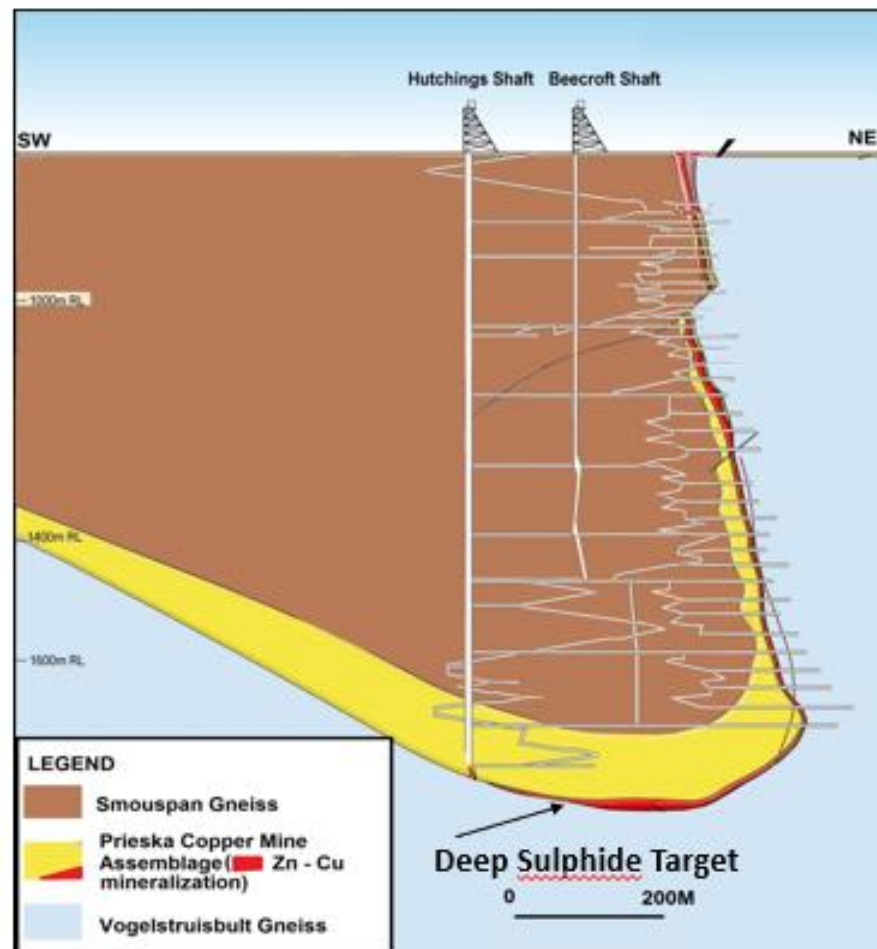 Hutchings Shaft Beecroft Shaft
SW
NE
1000m RL
1400m RL
1600m RL
LEGEND
Smouspan Gneiss
Prieska Copper Mine
Assemblage( Zn - Cu
mineralization)
Vogelstruisbult Gneiss
Deep Sulphide Target
0 200M